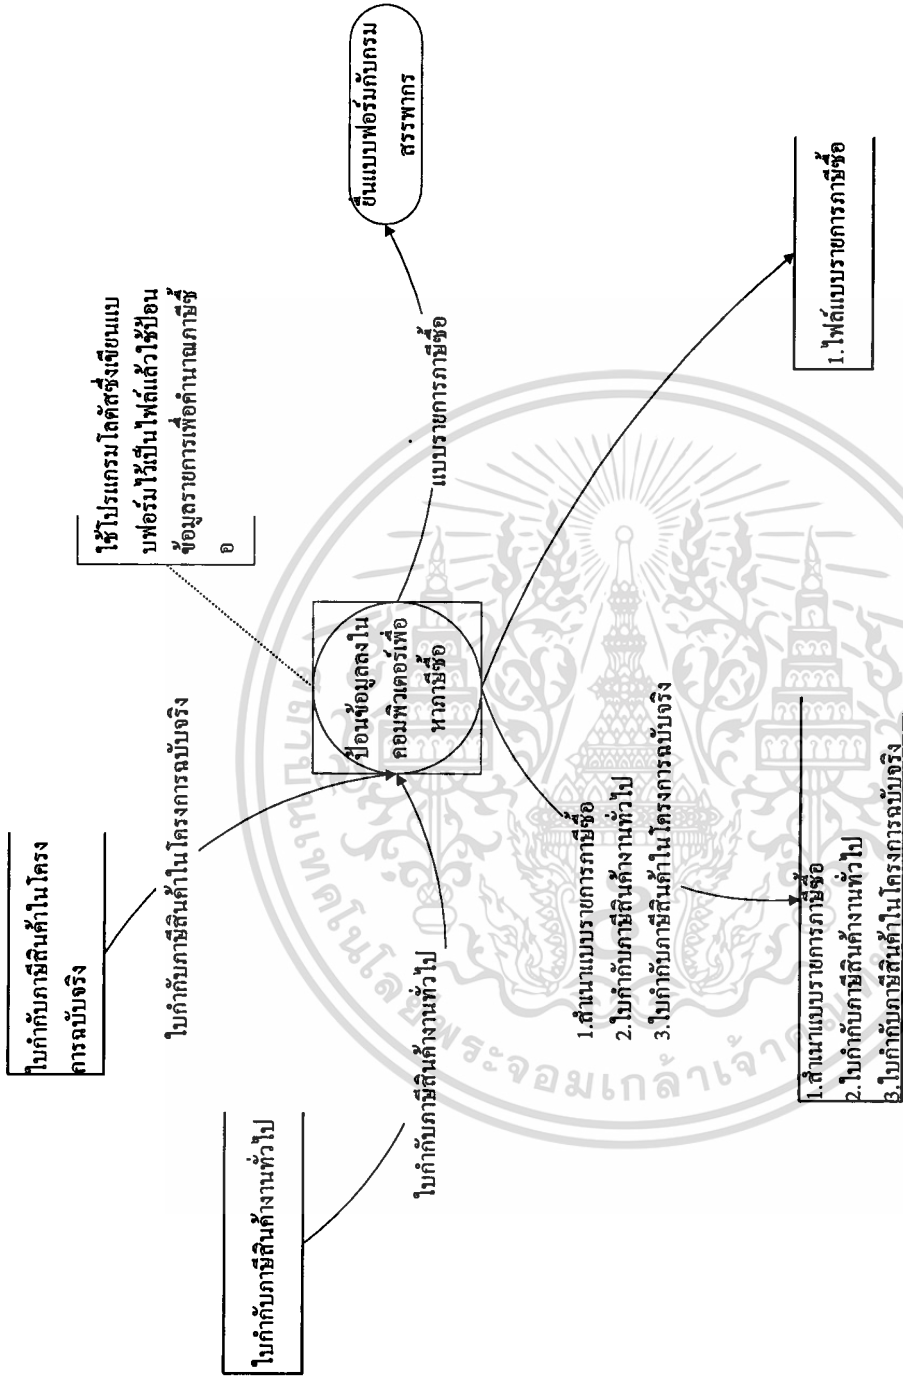 ใบกำกับภาษีสินค้าในโครง
การฉบับจริง
ใบกำกับภาษีสินค้าในโครงการฉบับจริง
ใบกำกับภาษีสินค้างานทั่วไป
ใบกำกับภาษีสินค้างานทั่วไป
ใช้โปรแกรมโลตัสซึ่งเขียนแบ
บฟอร์มไว้เป็นไฟล์แล้วใช้ป้อน
ข้อมูลรายการเพื่อคำนาณภาษีซื้
อ
ป้อนข้อมูลลงใน
คอมพิวเตอร์เพื่อ
หาภาษีซื้อ
แบบรายการภาษีซื้อ
ยื่นแบบฟอร์มกับกรม
สรรพากร
1.สำเนาแบบรายการภาษีซื้อ
2.ใบกำกับภาษีสินค้างานทั่วไป
3.ใบกำกับภาษีสินค้าในโครงการฉบับจริง
1.สำเนาแบบรายการภาษีซื้อ
2.ใบกำกับภาษีสินค้างานทั่วไป
3.ใบกำกับภาษีสินค้าในโครงการฉบับจริง
1.ไฟล์แบบรายการภาษีซื้อ
พระจอมเกล้าเจ้าคุณ